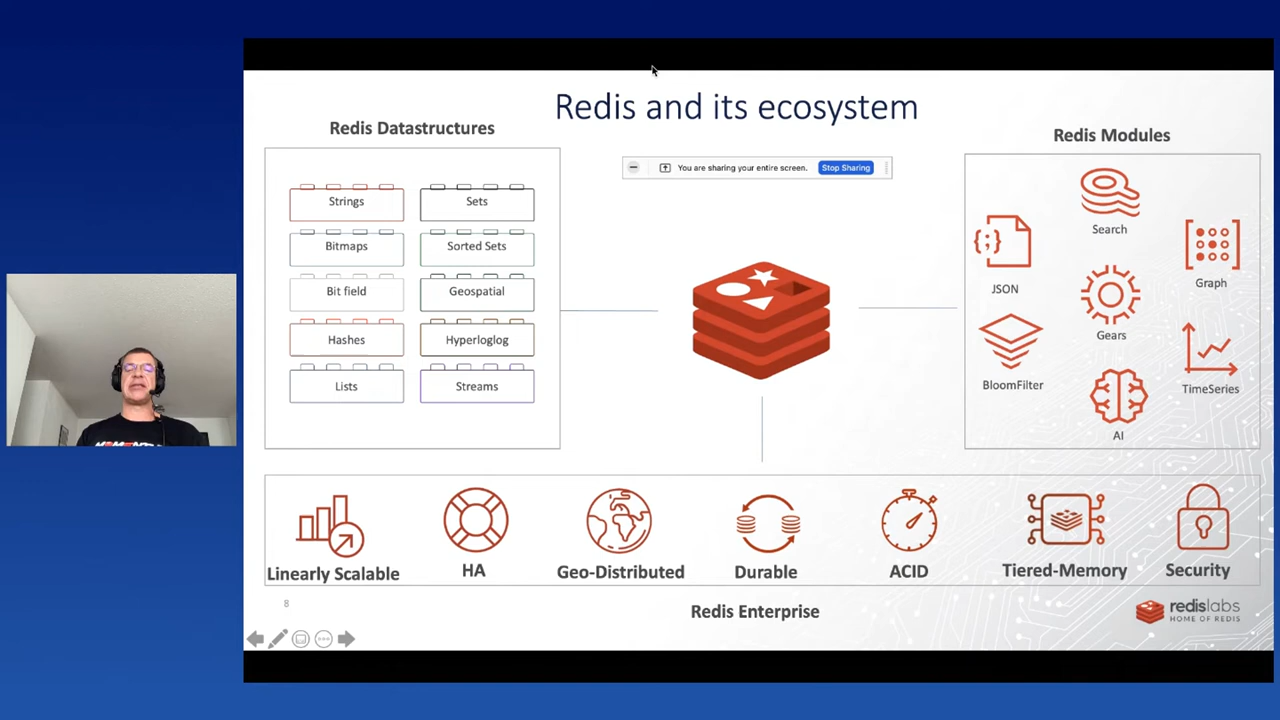 Redis and its ecosystem
Redis Datastructures
Strings
Sets
Bitmaps
Sorted Sets
Bit field
Geospatial
Hashes
Hyperloglog
Lists
Streams
You are sharing your entire screen. Stop Sharing
Redis Modules
Search
JSON
Graph
Gears
BloomFilter
TimeSeries
AI
Linearly Scalable
HA
Geo-Distributed
Durable
ACID
Tiered-Memory
Security
8
Redis Enterprise
redislabs
HOME OF REDIS